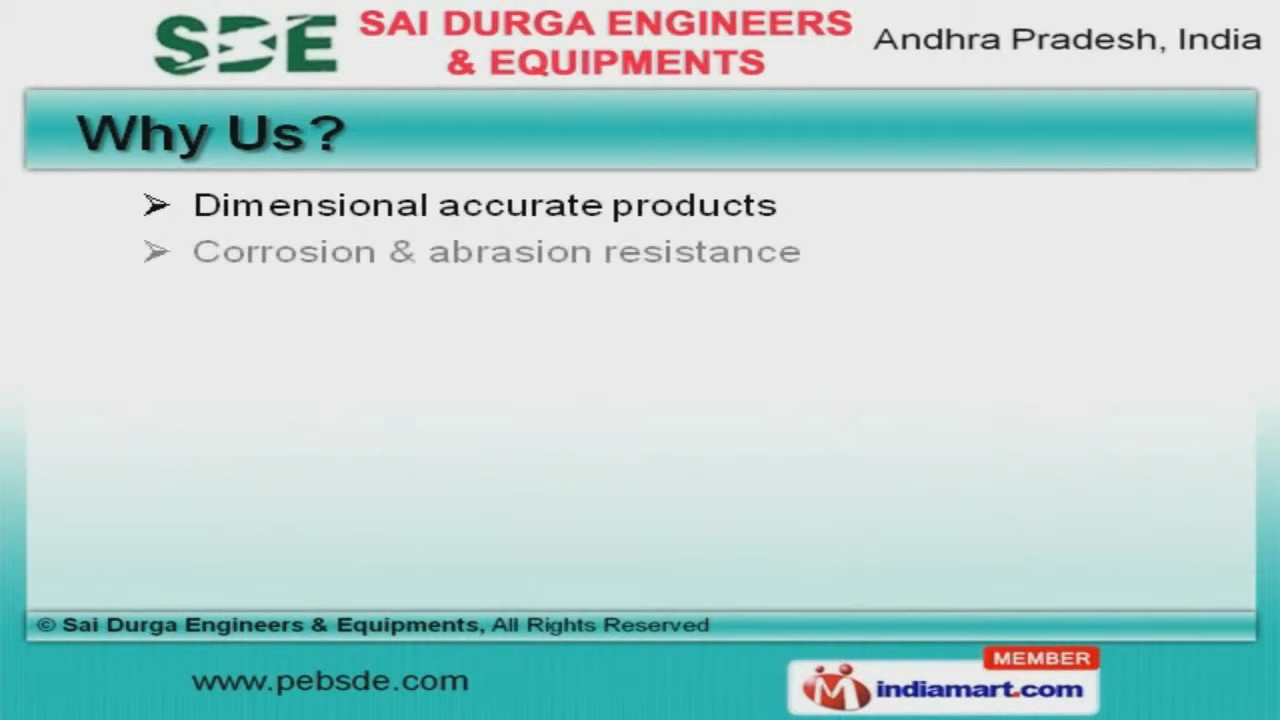 SDE
SAI DURGA ENGINEERS
& EQUIPMENTS
Andhra Pradesh, India
Why Us?
➢ Dimensional accurate products
➢ Corrosion & abrasion resistance
© Sai Durga Engineers & Equipments, All Rights Reserved
www.pebsde.com
MEMBER
indiamart.com